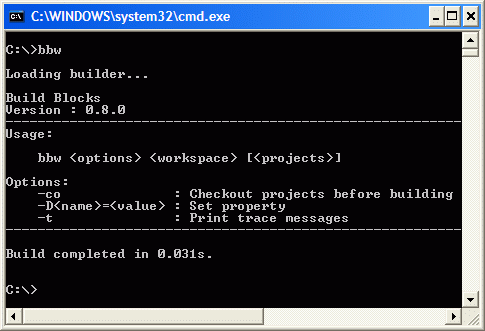 C:\WINDOWS\system32\cmd.exe
C:\>bbw
Loading builder...
Build Blocks
Version : 0.8.0
Usage:
bbw <options> <workspace> [<projects>]
Options:
-co : Checkout projects before building
-D<name>=<value> : Set property
-t : Print trace messages
Build completed in 0.031s.
C:\>